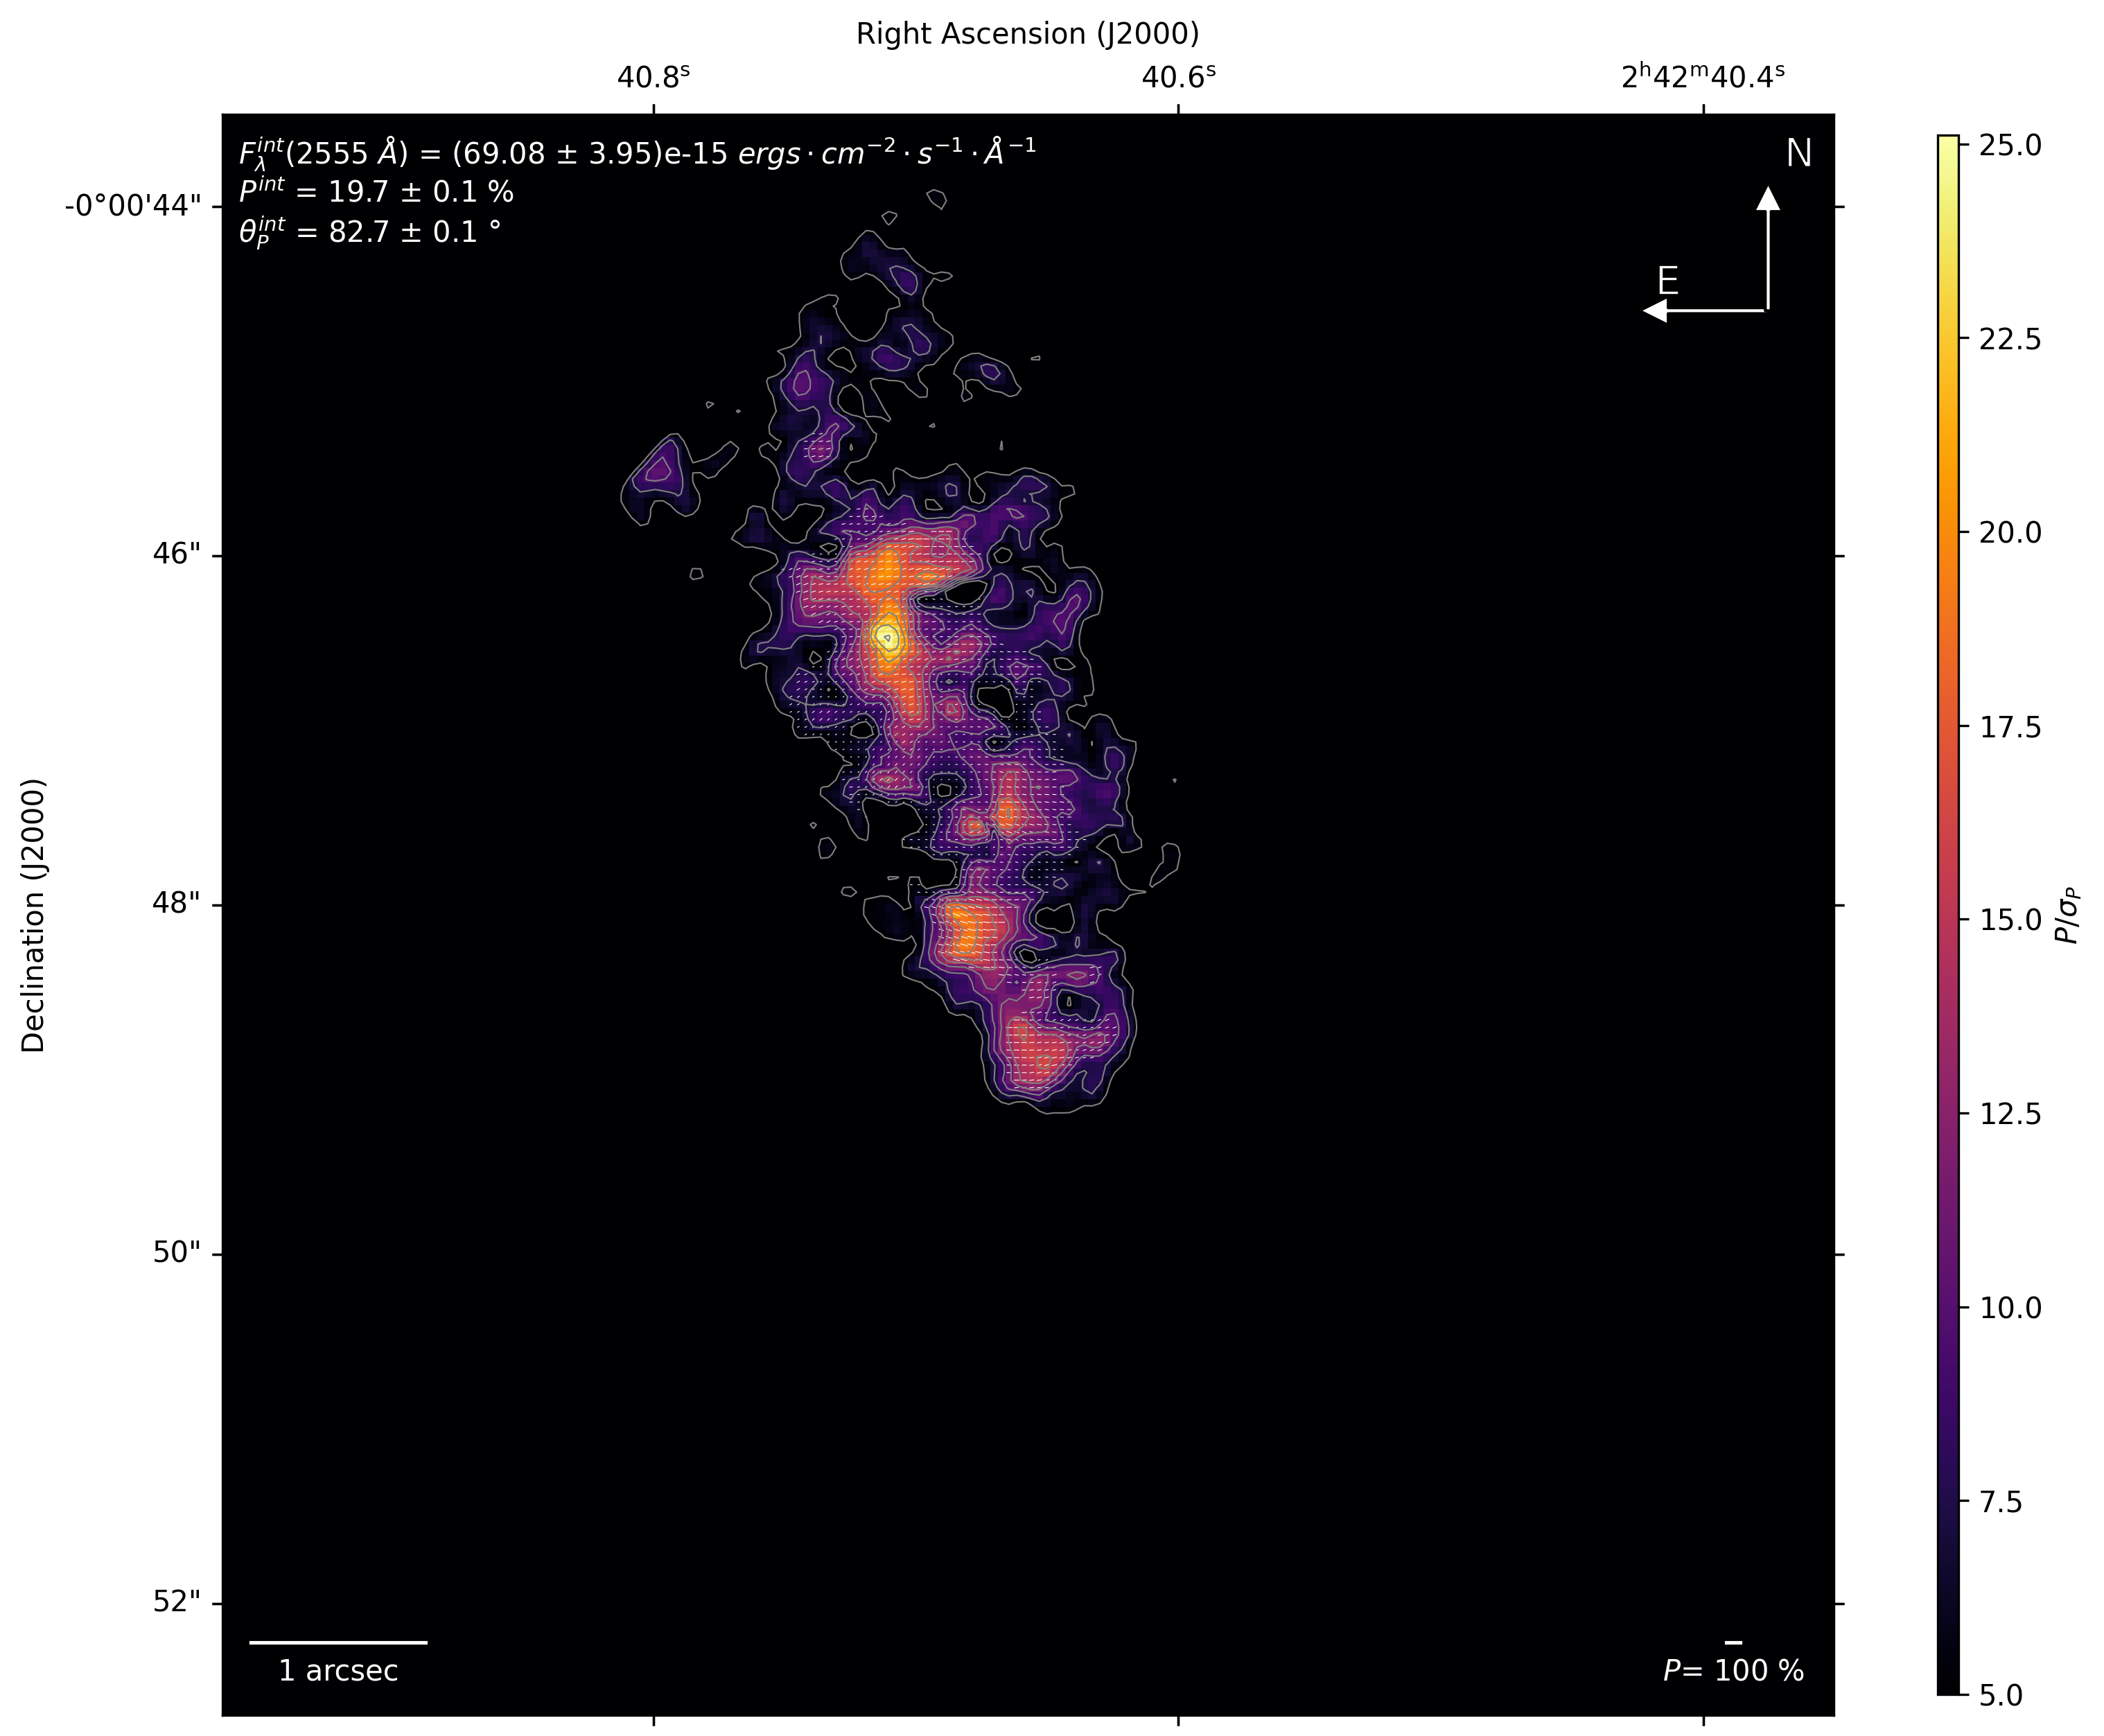 Right Ascension (J2000)
40.8ˢ 40.6ˢ 2ʰ42ᵐ40.4ˢ
F_λ^int(2555 Å) = (69.08 ± 3.95)e-15 ergs · cm⁻² · s⁻¹ · Å⁻¹
P^int = 19.7 ± 0.1 %
θ_P^int = 82.7 ± 0.1 °
N
E
-0°00'44"
46"
48"
50"
52"
Declination (J2000)
1 arcsec
P= 100 %
25.0
22.5
20.0
17.5
15.0
12.5
10.0
7.5
5.0
P/σ_P